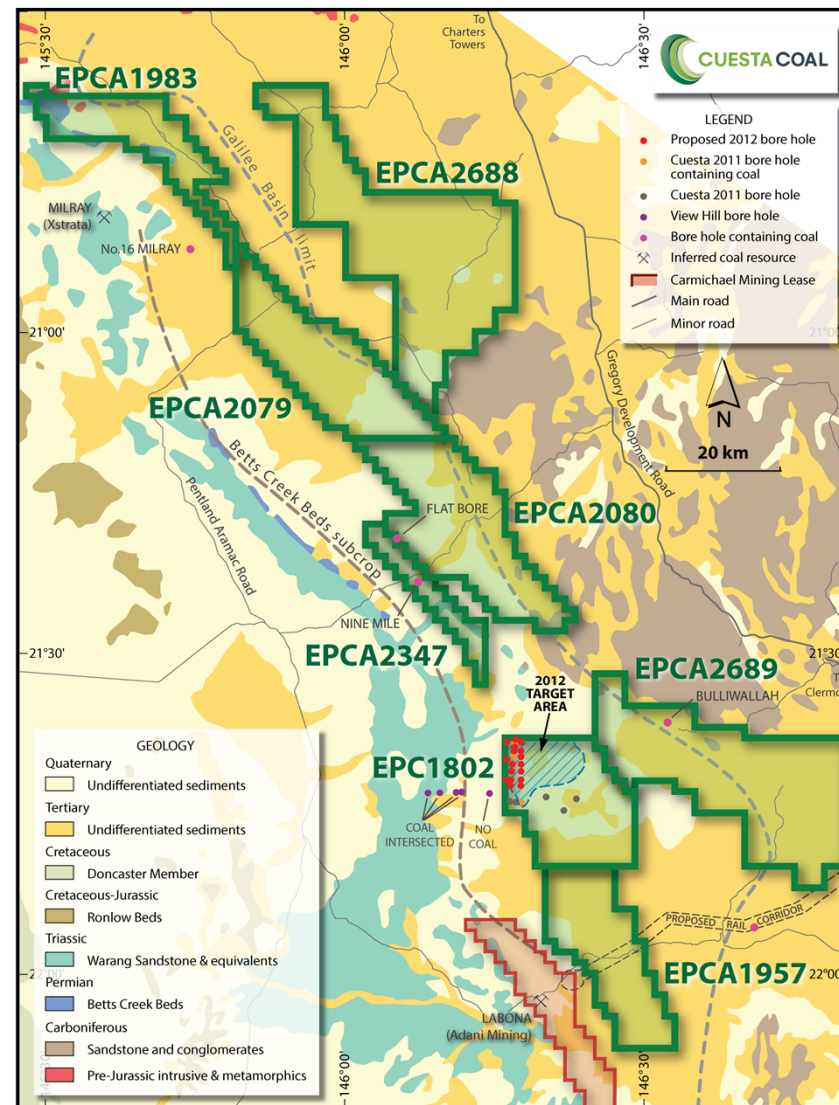 145°30'
146°00'
146°30'
To
Charters
Towers
CUESTA COAL
LEGEND
Proposed 2012 bore hole
Cuesta 2011 bore hole
containing coal
Cuesta 2011 bore hole
View Hill bore hole
Bore hole containing coal
Inferred coal resource
Carmichael Mining Lease
Main road
Minor road
EPCA1983
EPCA2688
Galilee Basin limit
MILRAY
(Xstrata)
No.16 MILRAY
21°00'
21°00'
N
20 km
Gregory Development Road
EPCA2079
Betts Creek Beds subcrop
Pentland Aramac Road
FLAT BORE
EPCA2080
NINE MILE
21°30'
21°30'
EPCA2347
EPCA2689
BULLIWALLAH
2012
TARGET
AREA
EPC1802
COAL
INTERSECTED
NO
COAL
PROPOSED RAIL CORRIDOR
EPCA1957
22°00'
22°00'
LABONA
(Adani Mining)
GEOLOGY
Quaternary
Undifferentiated sediments
Tertiary
Undifferentiated sediments
Cretaceous
Doncaster Member
Cretaceous-Jurassic
Ronlow Beds
Triassic
Warang Sandstone & equivalents
Permian
Betts Creek Beds
Carboniferous
Sandstone and conglomerates
Pre-Jurassic intrusive & metamorphics
146°00'
146°30'